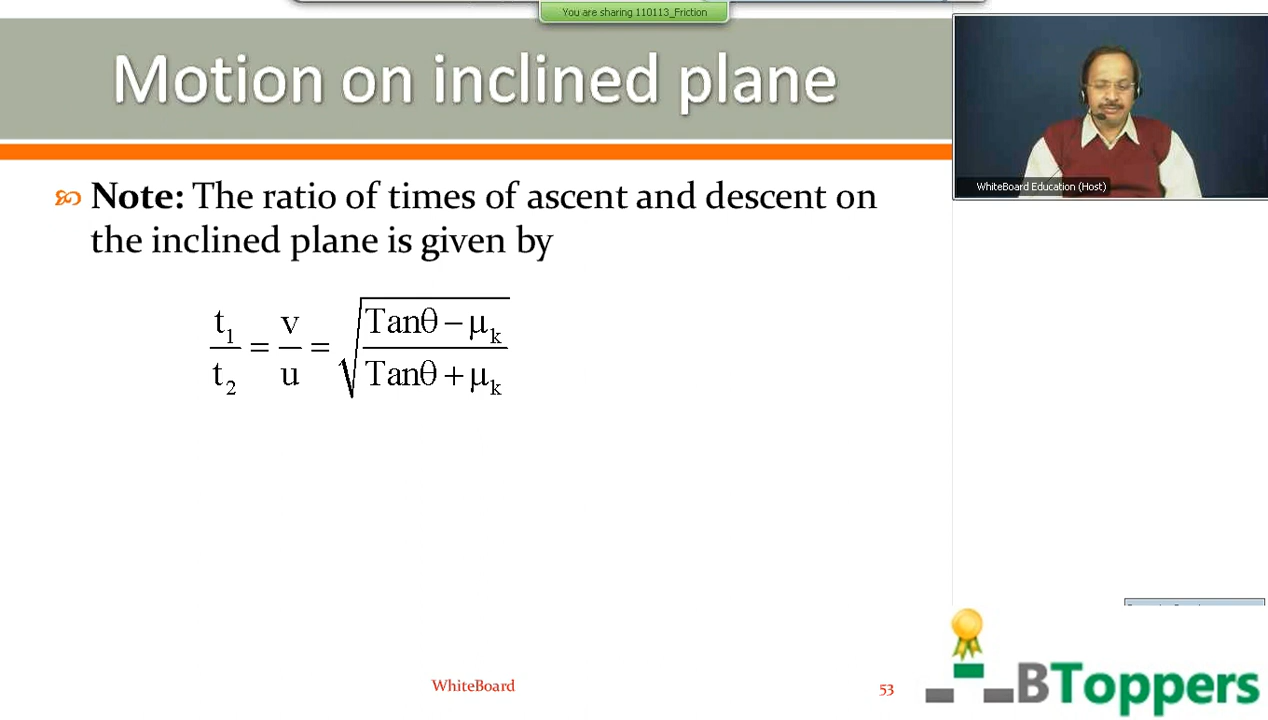 You are sharing 110113_Friction
Motion on inclined plane
WhiteBoard Education (Host)
Note: The ratio of times of ascent and descent on
the inclined plane is given by
t₁/t₂ = v/u = √((Tanθ − μₖ)/(Tanθ + μₖ))
WhiteBoard
53
BToppers